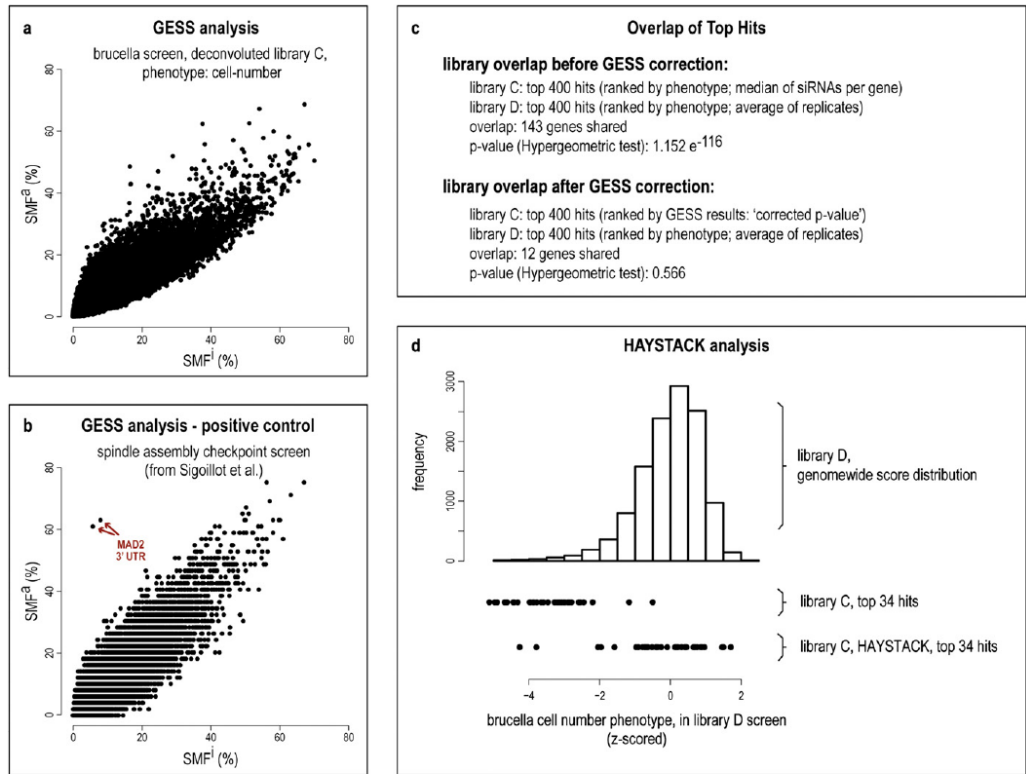 a
GESS analysis
brucella screen, deconvoluted library C,
phenotype: cell-number
80
60
40
20
0
SMFa (%)
0 20 40 60 80
SMFi (%)
b
GESS analysis - positive control
spindle assembly checkpoint screen
(from Sigoillot et al.)
80
60
40
20
0
SMFa (%)
MAD2
3' UTR
0 20 40 60 80
SMFi (%)
c
Overlap of Top Hits
library overlap before GESS correction:
library C: top 400 hits (ranked by phenotype; median of siRNAs per gene)
library D: top 400 hits (ranked by phenotype; average of replicates)
overlap: 143 genes shared
p-value (Hypergeometric test): 1.152 e-116
library overlap after GESS correction:
library C: top 400 hits (ranked by GESS results: 'corrected p-value')
library D: top 400 hits (ranked by phenotype; average of replicates)
overlap: 12 genes shared
p-value (Hypergeometric test): 0.566
d
HAYSTACK analysis
3000
2000
1000
0
frequency
library D,
genomewide score distribution
library C, top 34 hits
library C, HAYSTACK, top 34 hits
-4 -2 0 2
brucella cell number phenotype, in library D screen
(z-scored)